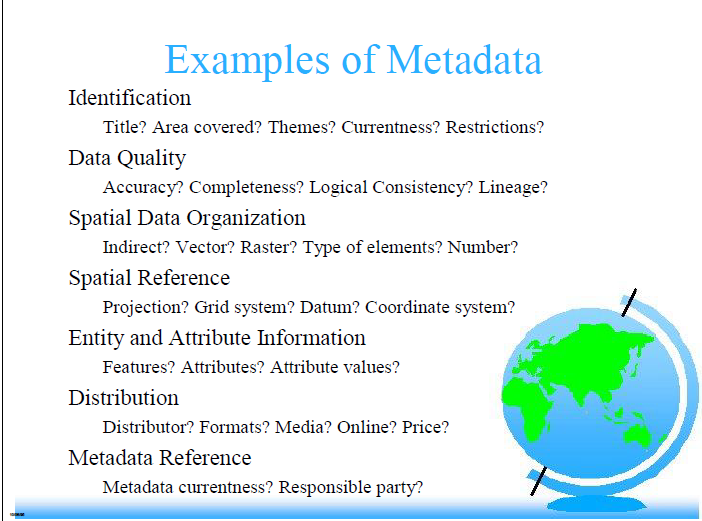 Examples of Metadata
Identification
Title? Area covered? Themes? Currentness? Restrictions?
Data Quality
Accuracy? Completeness? Logical Consistency? Lineage?
Spatial Data Organization
Indirect? Vector? Raster? Type of elements? Number?
Spatial Reference
Projection? Grid system? Datum? Coordinate system?
Entity and Attribute Information
Features? Attributes? Attribute values?
Distribution
Distributor? Formats? Media? Online? Price?
Metadata Reference
Metadata currentness? Responsible party?